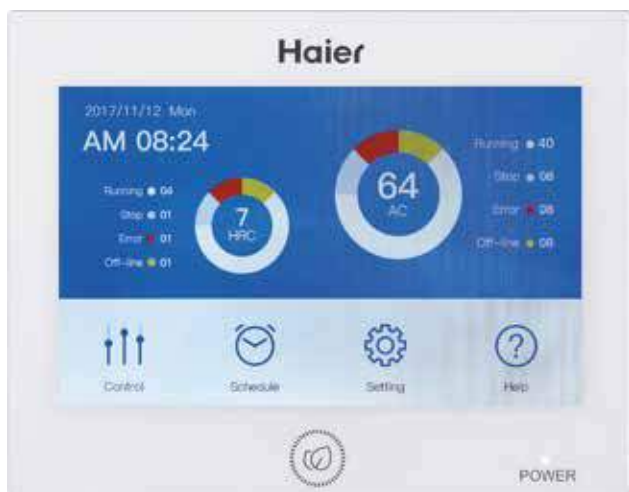 Haier
2017/11/12 Mon
AM 08:24
Running 04
Stop 01
Error 01
Off-line 01
7
HRC
64
AC
Running 40
Stop 08
Error 08
Off-line 08
Control
Schedule
Setting
Help
POWER